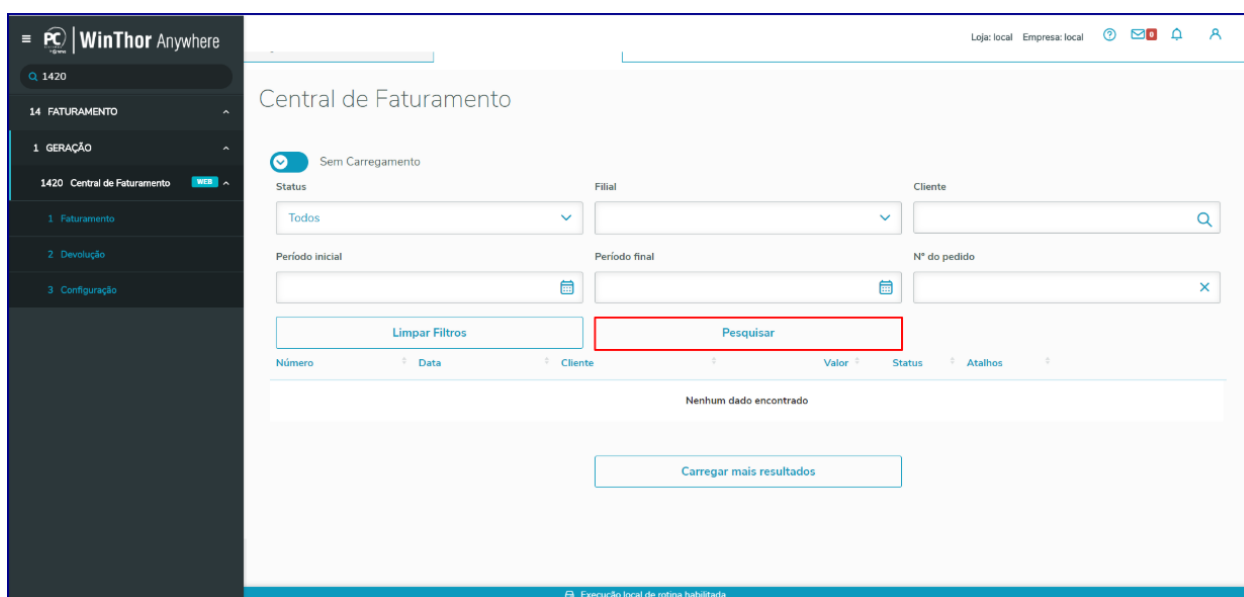 PC WinThor Anywhere
Loja: local Empresa: local
0
1420
14 FATURAMENTO
1 GERAÇÃO
1420 Central de Faturamento WEB
1 Faturamento
2 Devolução
3 Configuração
Central de Faturamento
Sem Carregamento
Status Filial Cliente
Todos
Período inicial Período final N° do pedido
Limpar Filtros Pesquisar
Número Data Cliente Valor Status Atalhos
Nenhum dado encontrado
Carregar mais resultados
Execução local de rotina habilitada